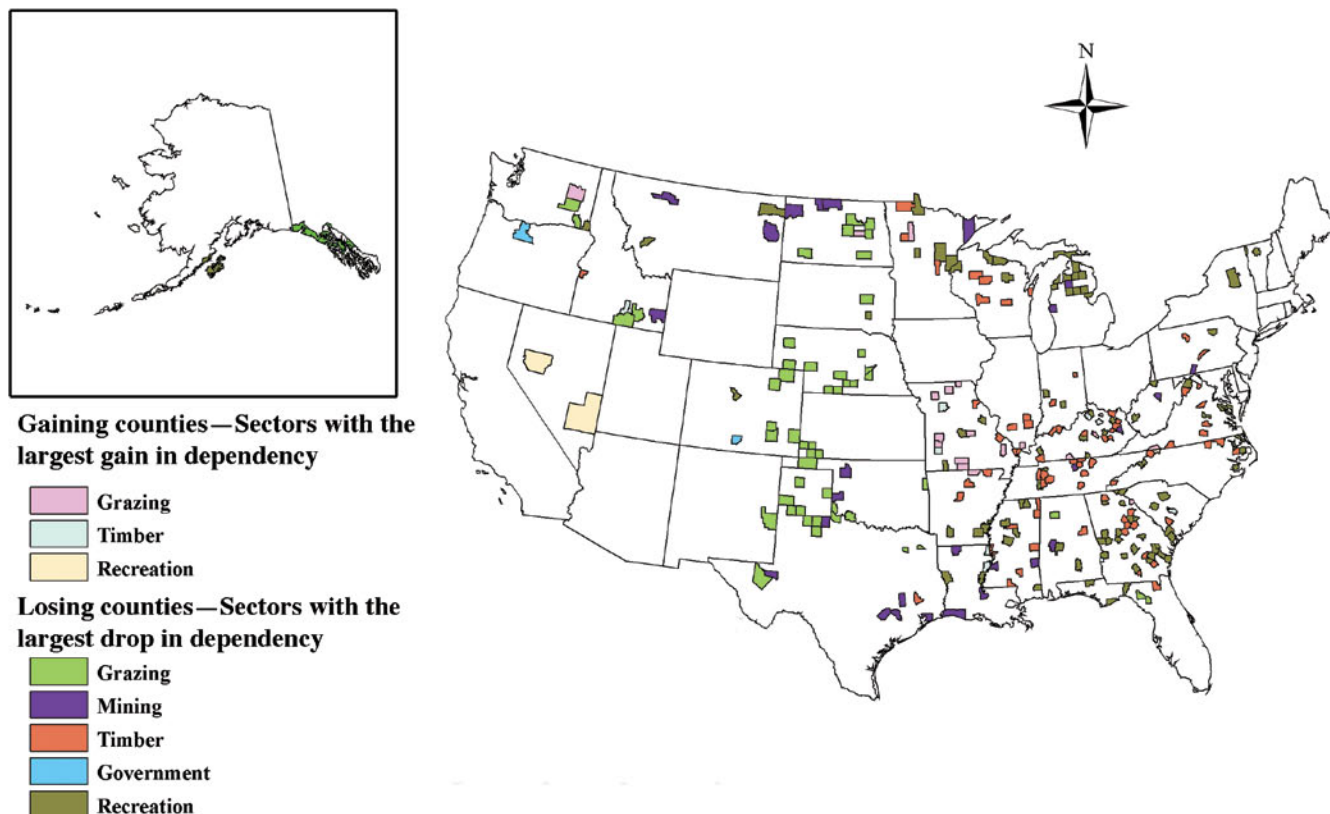 N
Gaining counties—Sectors with the
largest gain in dependency
Grazing
Timber
Recreation
Losing counties—Sectors with the
largest drop in dependency
Grazing
Mining
Timber
Government
Recreation